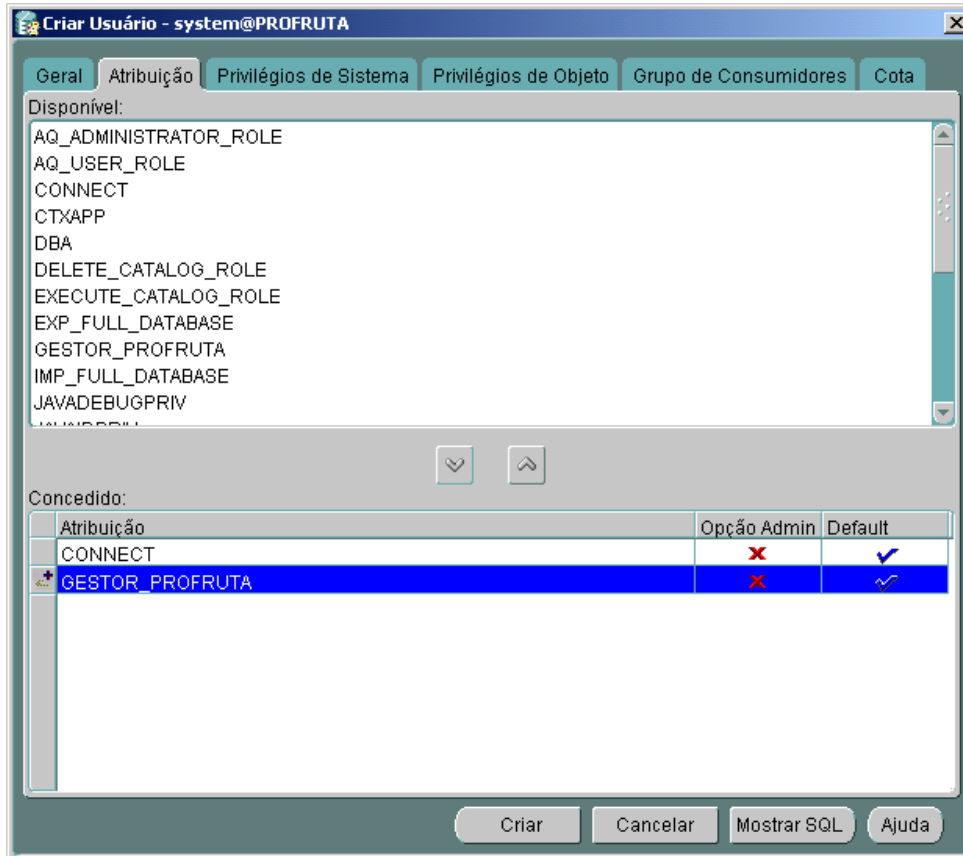 Criar Usuário - system@PROFRUTA
Geral Atribuição Privilégios de Sistema Privilégios de Objeto Grupo de Consumidores Cota
Disponível:
AQ_ADMINISTRATOR_ROLE
AQ_USER_ROLE
CONNECT
CTXAPP
DBA
DELETE_CATALOG_ROLE
EXECUTE_CATALOG_ROLE
EXP_FULL_DATABASE
GESTOR_PROFRUTA
IMP_FULL_DATABASE
JAVADEBUGPRIV
Concedido:
Atribuição Opção Admin Default
CONNECT
GESTOR_PROFRUTA
Criar Cancelar Mostrar SQL Ajuda